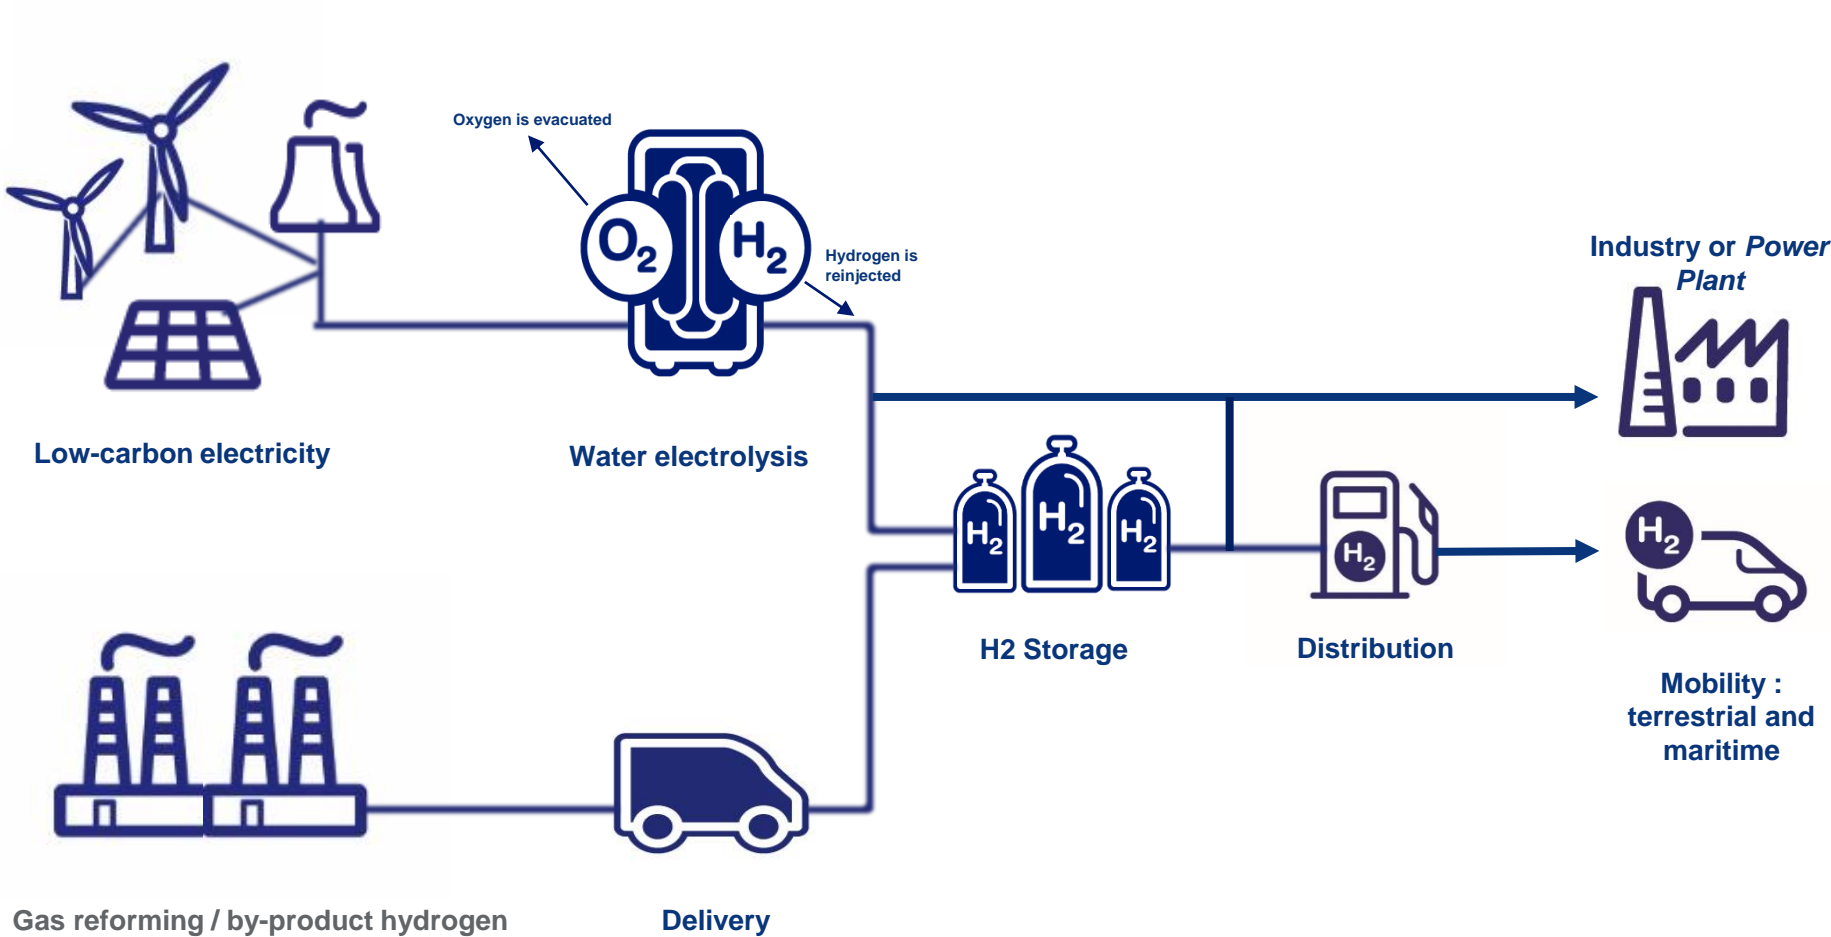 Oxygen is evacuated
O2
H2
Hydrogen is
reinjected
Industry or Power
Plant
Low-carbon electricity
Water electrolysis
H2
H2
H2
H2
H2
H2 Storage
Distribution
Mobility :
terrestrial and
maritime
Gas reforming / by-product hydrogen
Delivery